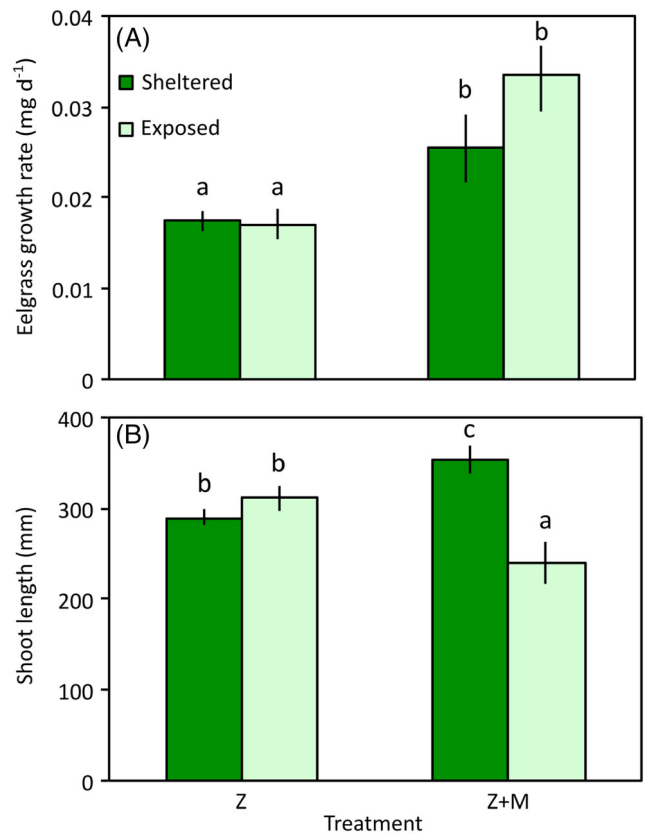 (A)
Sheltered
Exposed
Eelgrass growth rate (mg d⁻¹)
0.04
0.03
0.02
0.01
0
a
a
b
b
(B)
Shoot length (mm)
400
300
200
100
0
b
b
c
a
Z
Z+M
Treatment